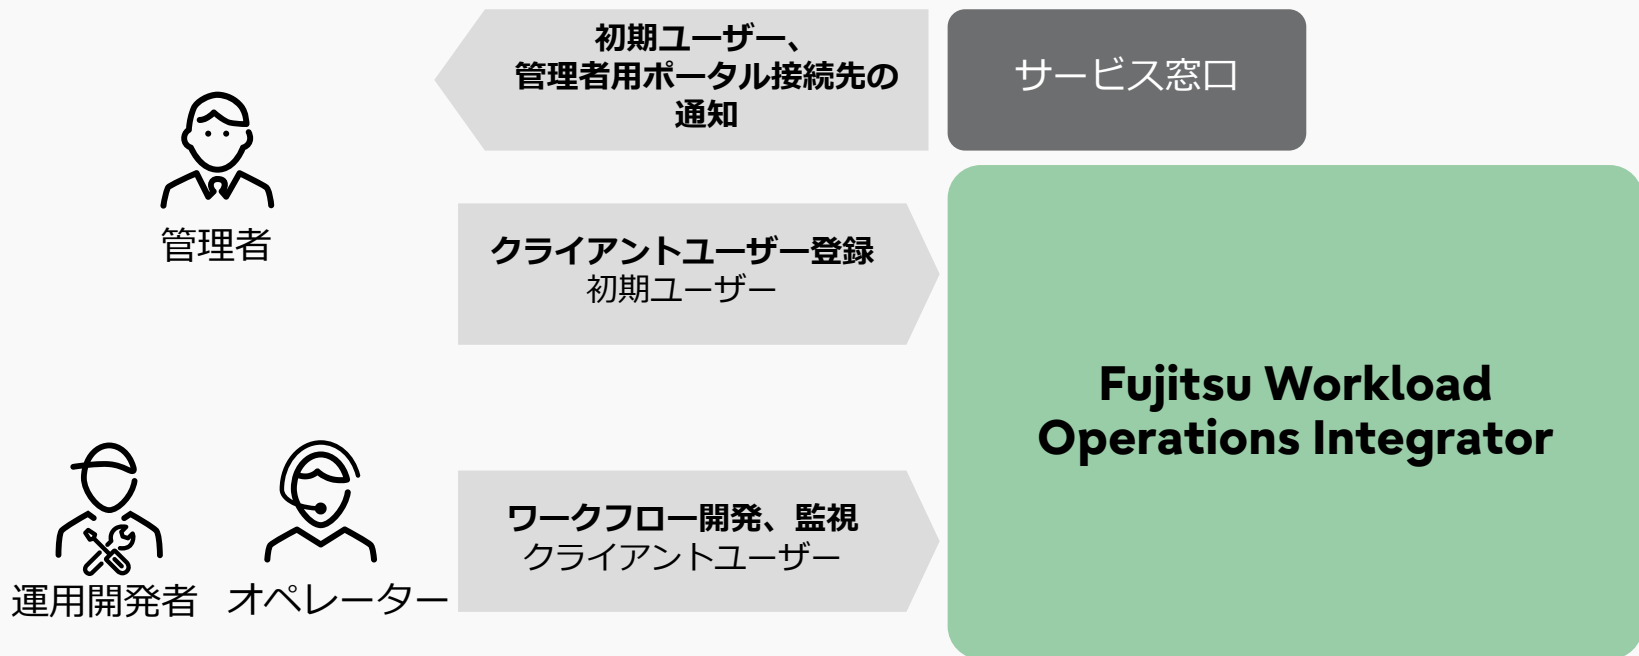 初期ユーザー、
管理者用ポータル接続先の
通知
サービス窓口
管理者
クライアントユーザー登録
初期ユーザー
Fujitsu Workload
Operations Integrator
ワークフロー開発、監視
クライアントユーザー
運用開発者
オペレーター